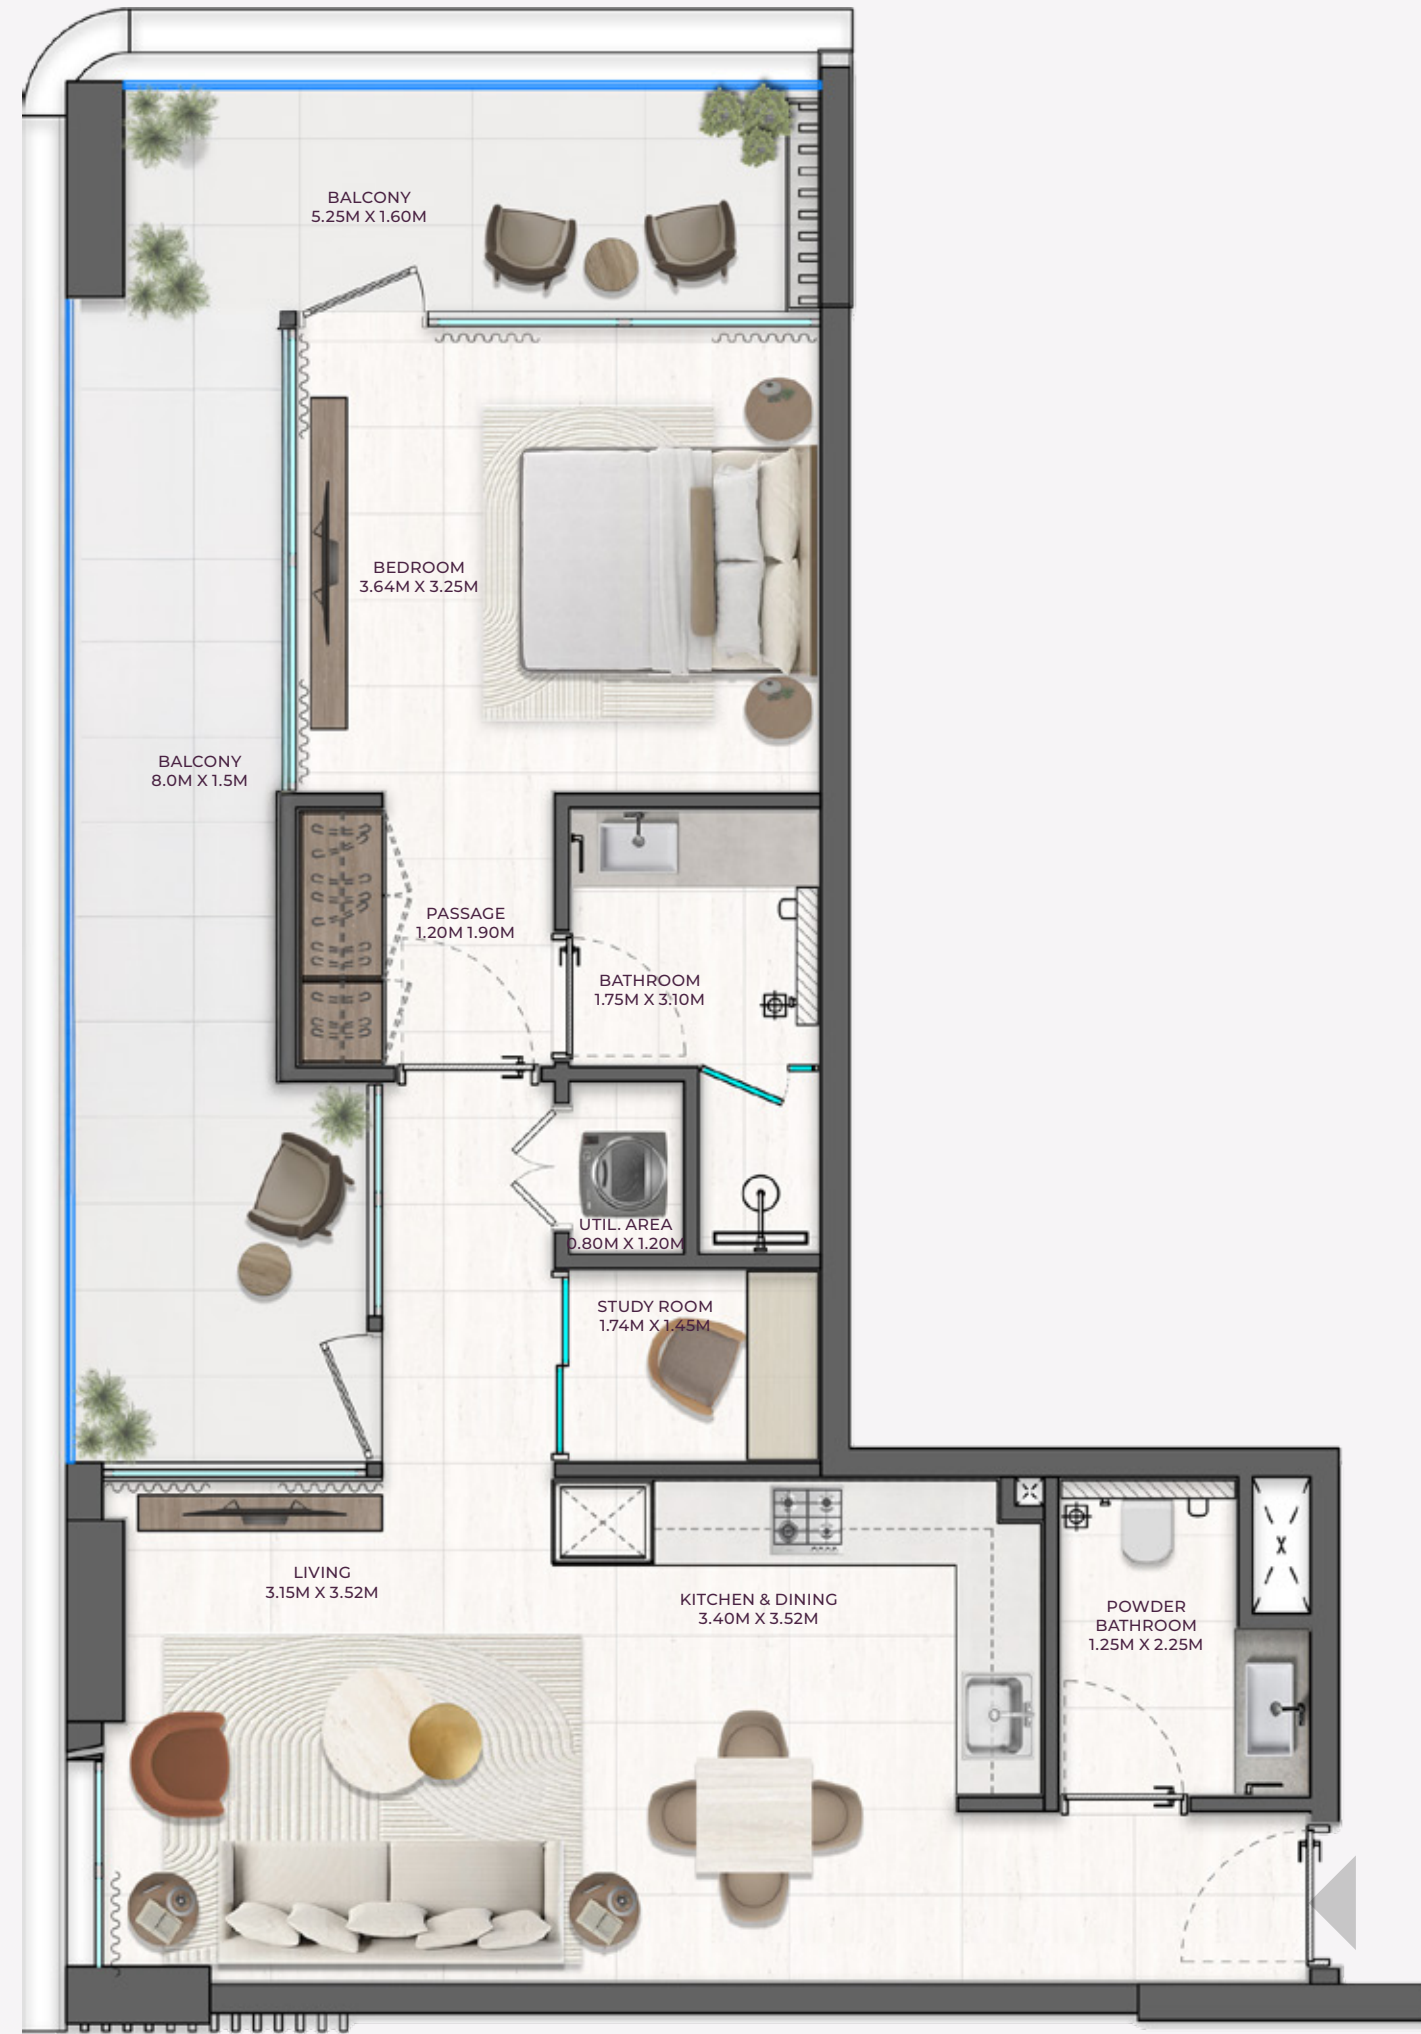 BALCONY
5.25M X 1.60M
BEDROOM
3.64M X 3.25M
BALCONY
8.0M X 1.5M
PASSAGE
1.20M 1.90M
BATHROOM
1.75M X 3.10M
UTIL. AREA
0.80M X 1.20M
STUDY ROOM
1.74M X 1.45M
LIVING
3.15M X 3.52M
KITCHEN & DINING
3.40M X 3.52M
POWDER
BATHROOM
1.25M X 2.25M